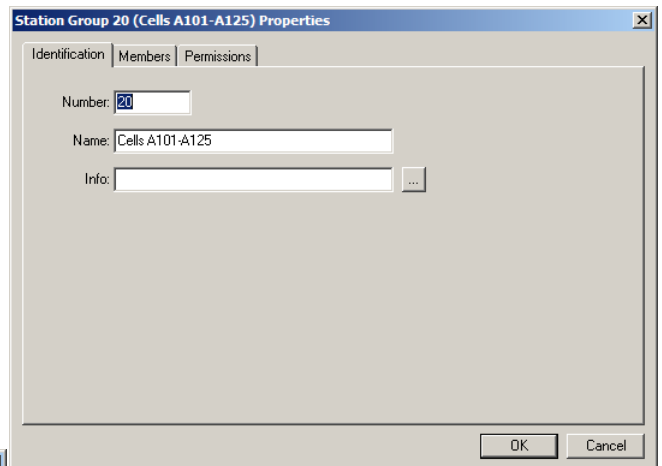 Station Group 20 (Cells A101-A125) Properties
Identification Members Permissions
Number: 20
Name: Cells A101-A125
Info: ...
OK Cancel